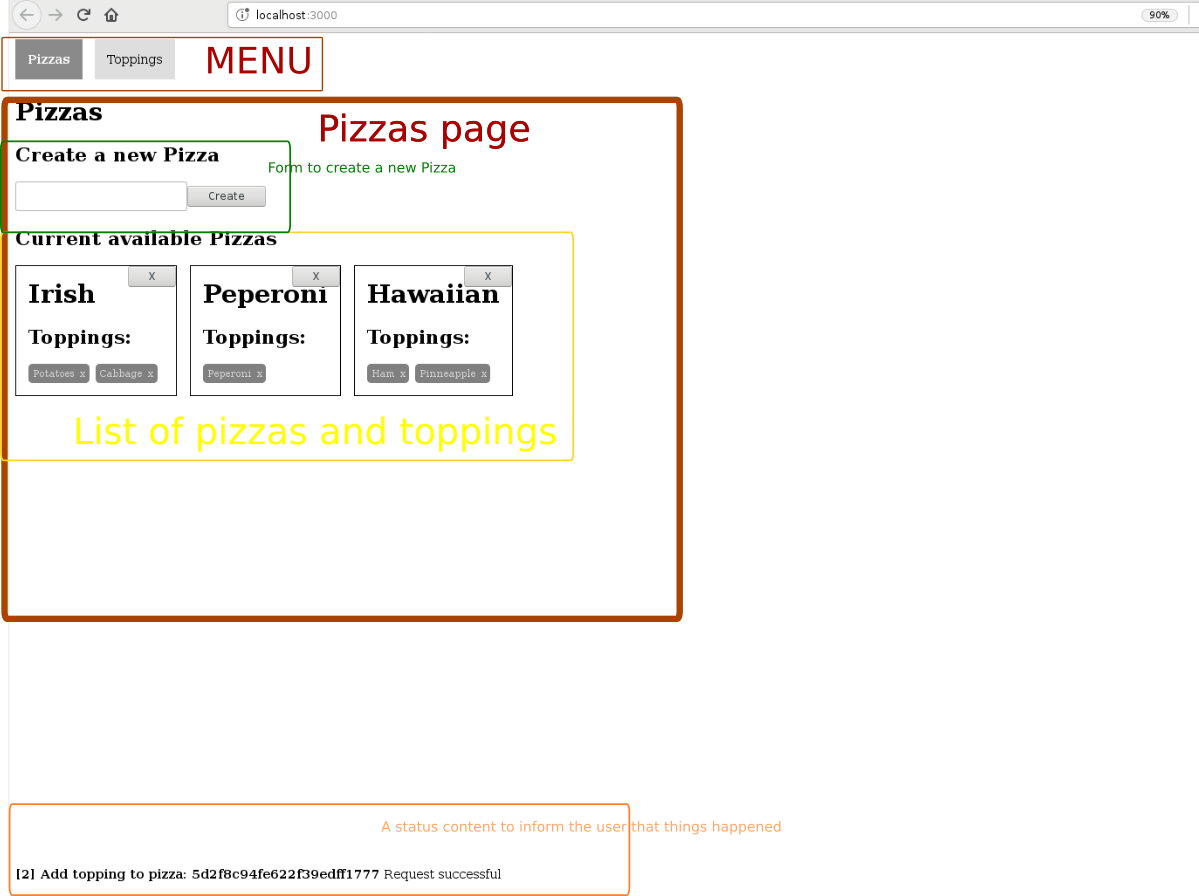 localhost:3000
90%
Pizzas Toppings MENU
Pizzas
Pizzas page
Create a new Pizza
Form to create a new Pizza
Create
Current available Pizzas
X X X
Irish Peperoni Hawaiian
Toppings: Toppings: Toppings:
Potatoes x Cabbage x Peperoni x Ham x Pinneapple x
List of pizzas and toppings
A status content to inform the user that things happened
[2] Add topping to pizza: 5d2f8c94fe622f39edff1777 Request successful